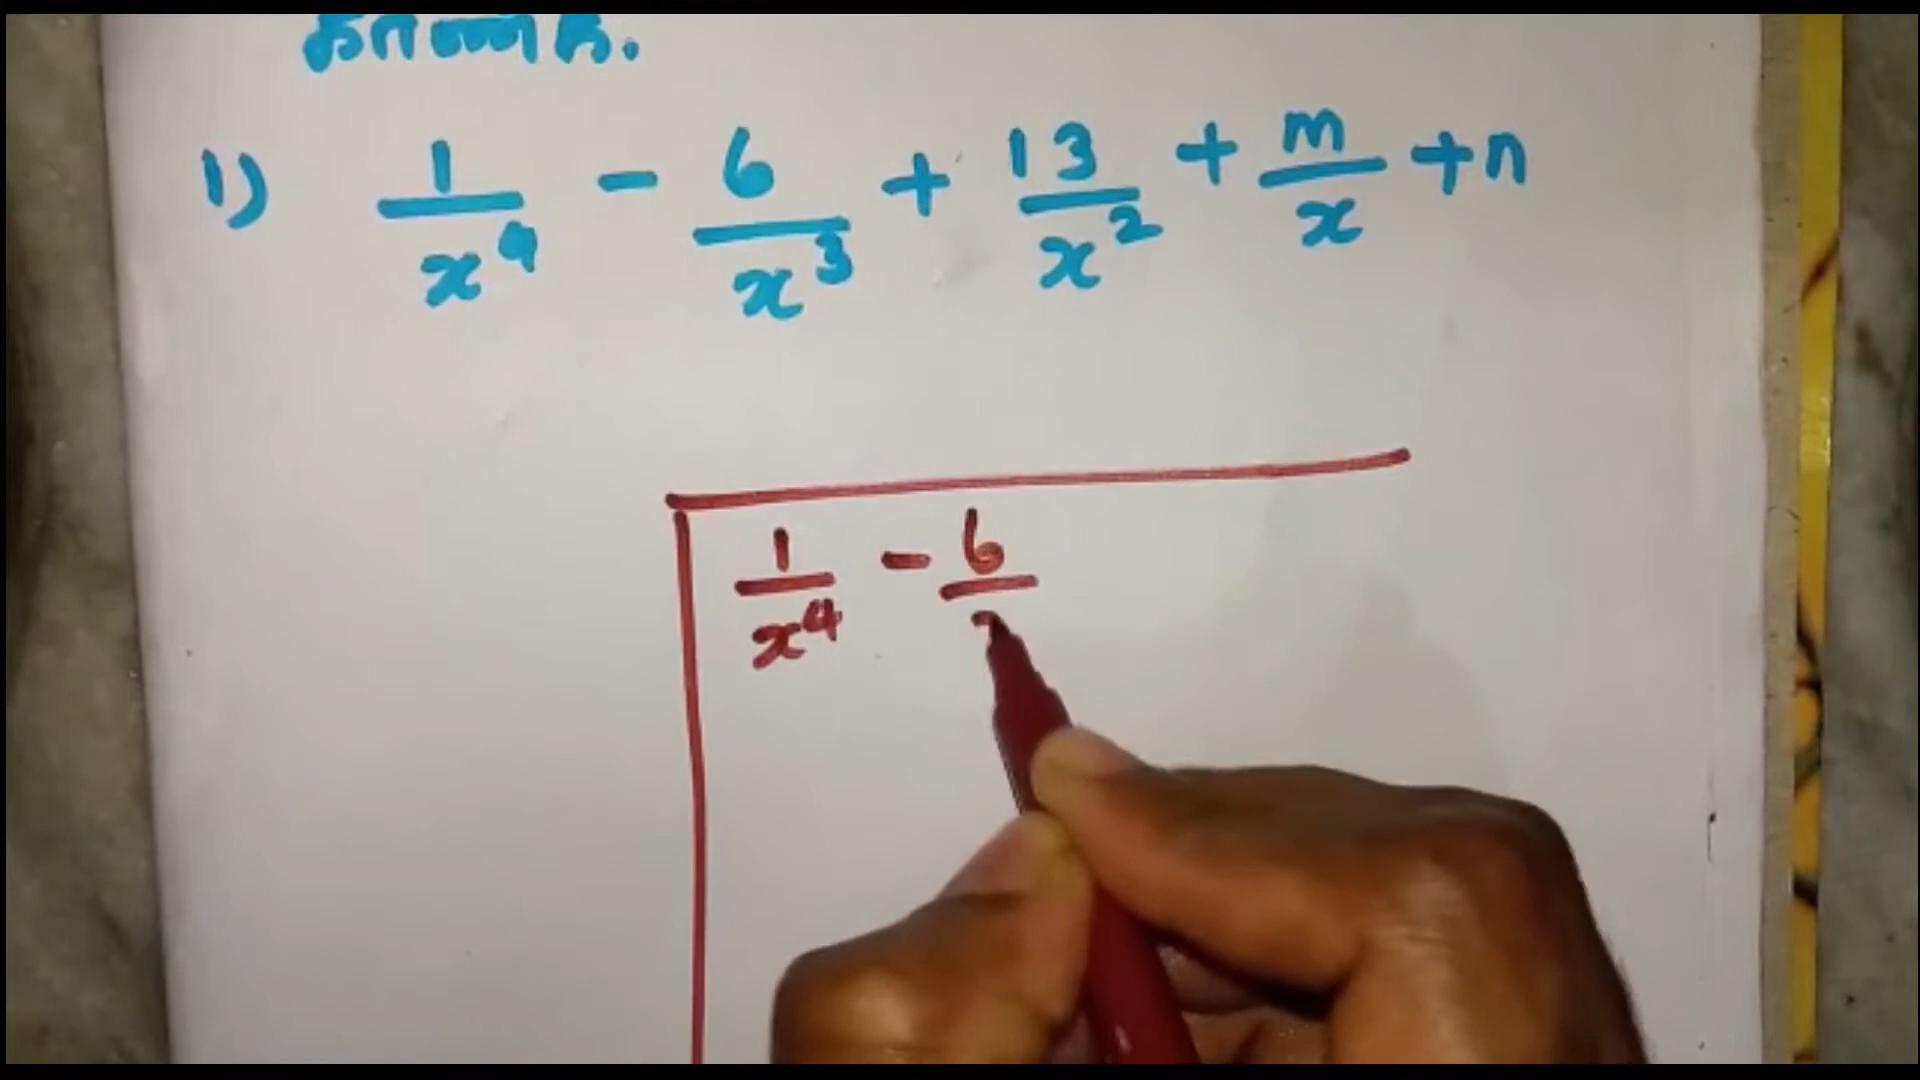 காண்க.
1) 1/x⁴ - 6/x³ + 13/x² + m/x + n
1/x⁴ - 6/